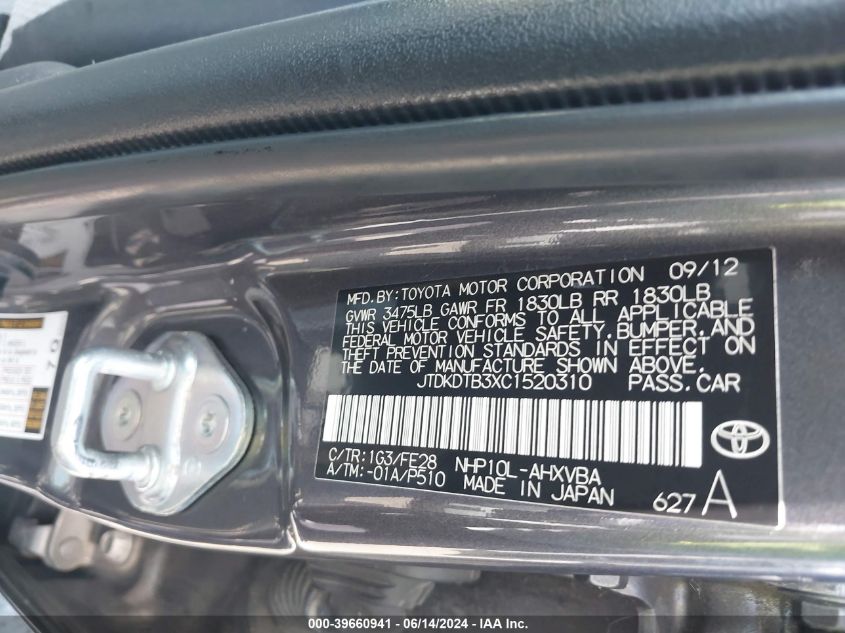 MFD.BY:TOYOTA MOTOR CORPORATION 09/12
GVWR 3475LB GAWR FR 1830LB RR 1830LB
THIS VEHICLE CONFORMS TO ALL APPLICABLE
FEDERAL MOTOR VEHICLE SAFETY,BUMPER,AND
THEFT PREVENTION STANDARDS IN EFFECT ON
THE DATE OF MANUFACTURE SHOWN ABOVE.
JTDKDTB3XC1520310 PASS.CAR
C/TR:1G3/FE28 NHP10L-AHXVBA
A/TM:-01A/P510 MADE IN JAPAN
627 A
000-39660941 - 06/14/2024 - IAA, Inc.